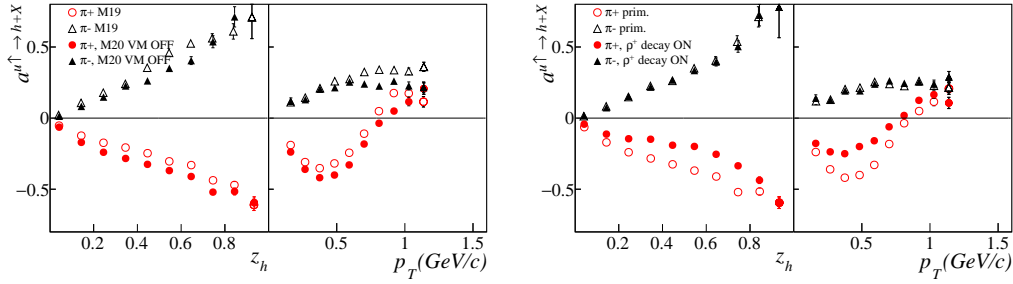 a^{u↑ → h+X}
π+ M19
π- M19
π+, M20 VM OFF
π-, M20 VM OFF
0.5
0
−0.5
0.2 0.4 0.6 0.8
z_h
0.5 1 1.5
p_T (GeV/c)
a^{u↑ → h+X}
π+ prim.
π- prim.
π+, ρ⁺ decay ON
π-, ρ⁺ decay ON
0.5
0
−0.5
0.2 0.4 0.6 0.8
z_h
0.5 1 1.5
p_T (GeV/c)